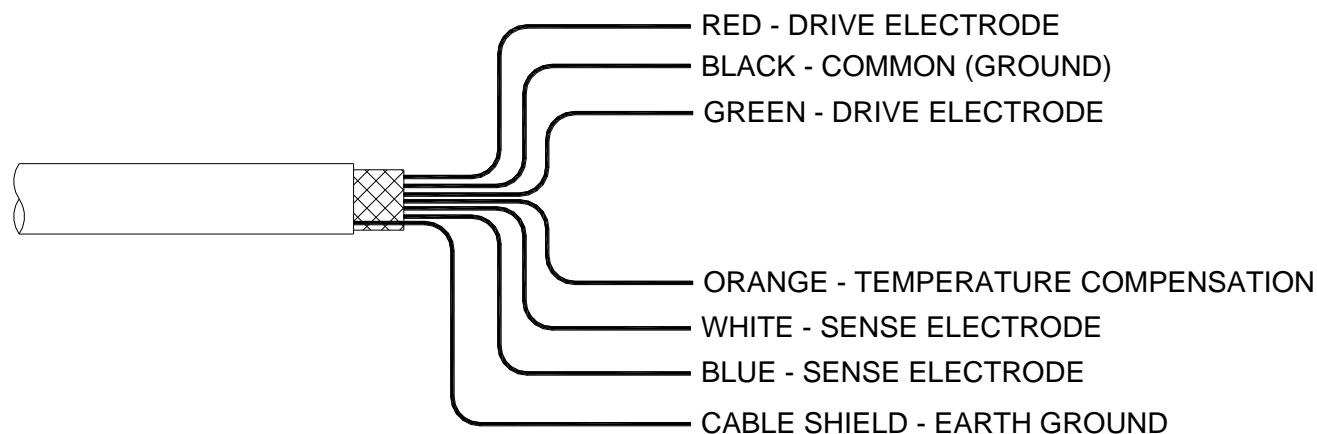 RED - DRIVE ELECTRODE
BLACK - COMMON (GROUND)
GREEN - DRIVE ELECTRODE
ORANGE - TEMPERATURE COMPENSATION
WHITE - SENSE ELECTRODE
BLUE - SENSE ELECTRODE
CABLE SHIELD - EARTH GROUND